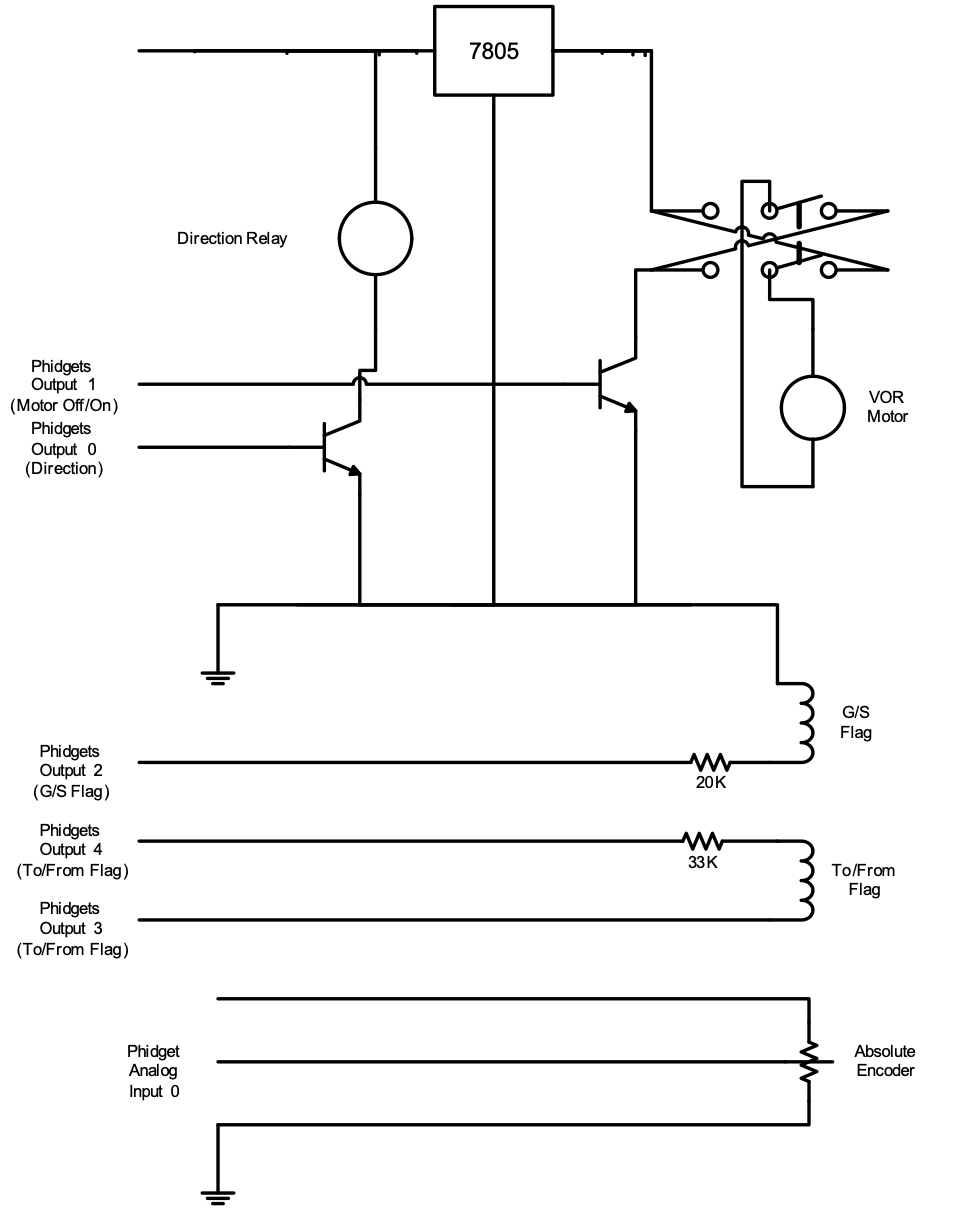 7805
Direction Relay
Phidgets
Output 1
(Motor Off/On)
Phidgets
Output 0
(Direction)
VOR
Motor
G/S
Flag
Phidgets
Output 2
(G/S Flag)
20K
Phidgets
Output 4
(To/From Flag)
33K
To/From
Flag
Phidgets
Output 3
(To/From Flag)
Phidget
Analog
Input 0
Absolute
Encoder